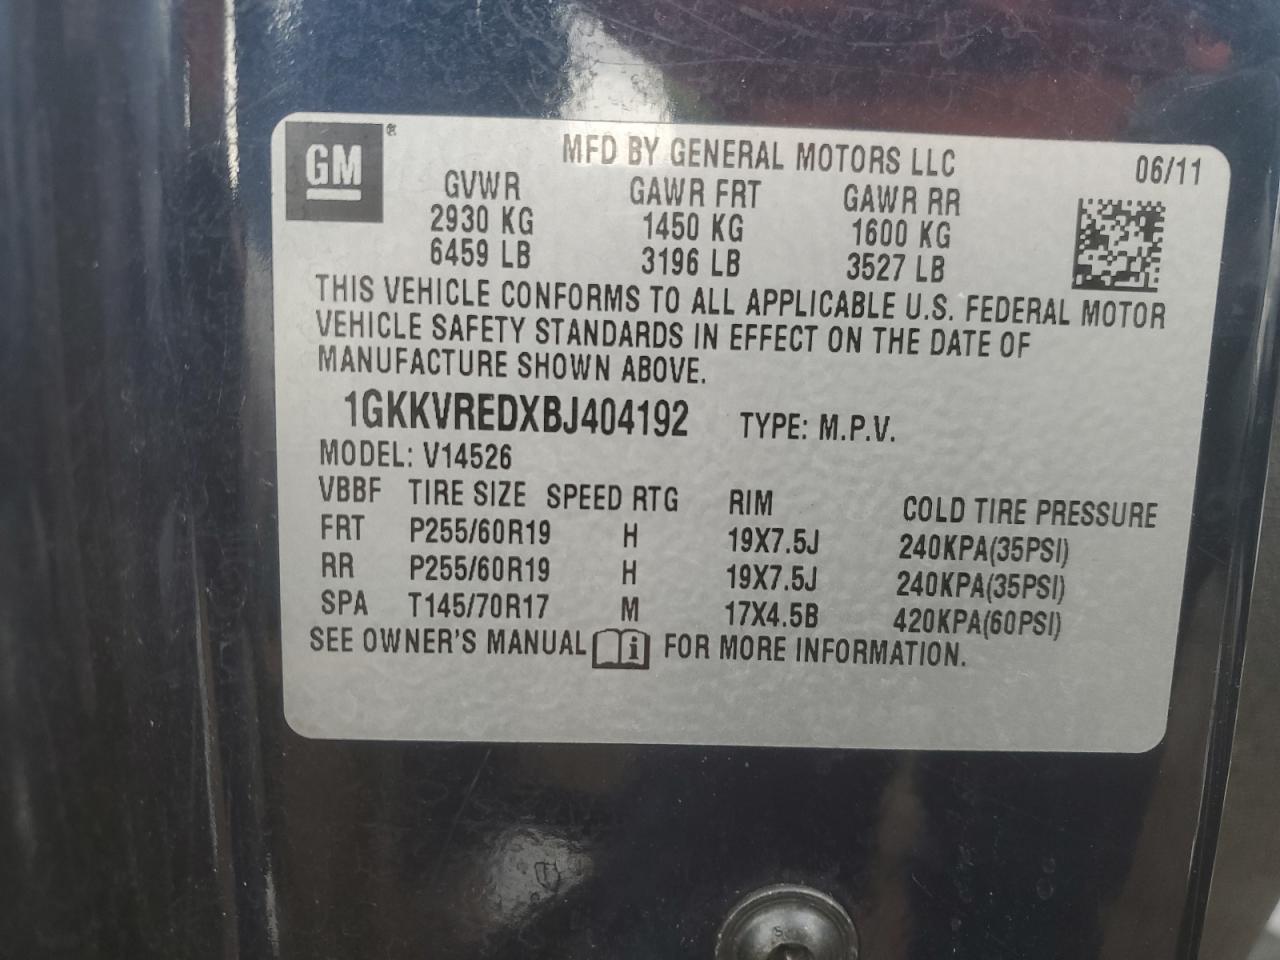 GM ®
MFD BY GENERAL MOTORS LLC 06/11
GVWR GAWR FRT GAWR RR
2930 KG 1450 KG 1600 KG
6459 LB 3196 LB 3527 LB
THIS VEHICLE CONFORMS TO ALL APPLICABLE U.S. FEDERAL MOTOR
VEHICLE SAFETY STANDARDS IN EFFECT ON THE DATE OF
MANUFACTURE SHOWN ABOVE.
1GKKVREDXBJ404192 TYPE: M.P.V.
MODEL: V14526
VBBF TIRE SIZE SPEED RTG RIM COLD TIRE PRESSURE
FRT P255/60R19 H 19X7.5J 240KPA(35PSI)
RR P255/60R19 H 19X7.5J 240KPA(35PSI)
SPA T145/70R17 M 17X4.5B 420KPA(60PSI)
SEE OWNER'S MANUAL i FOR MORE INFORMATION.